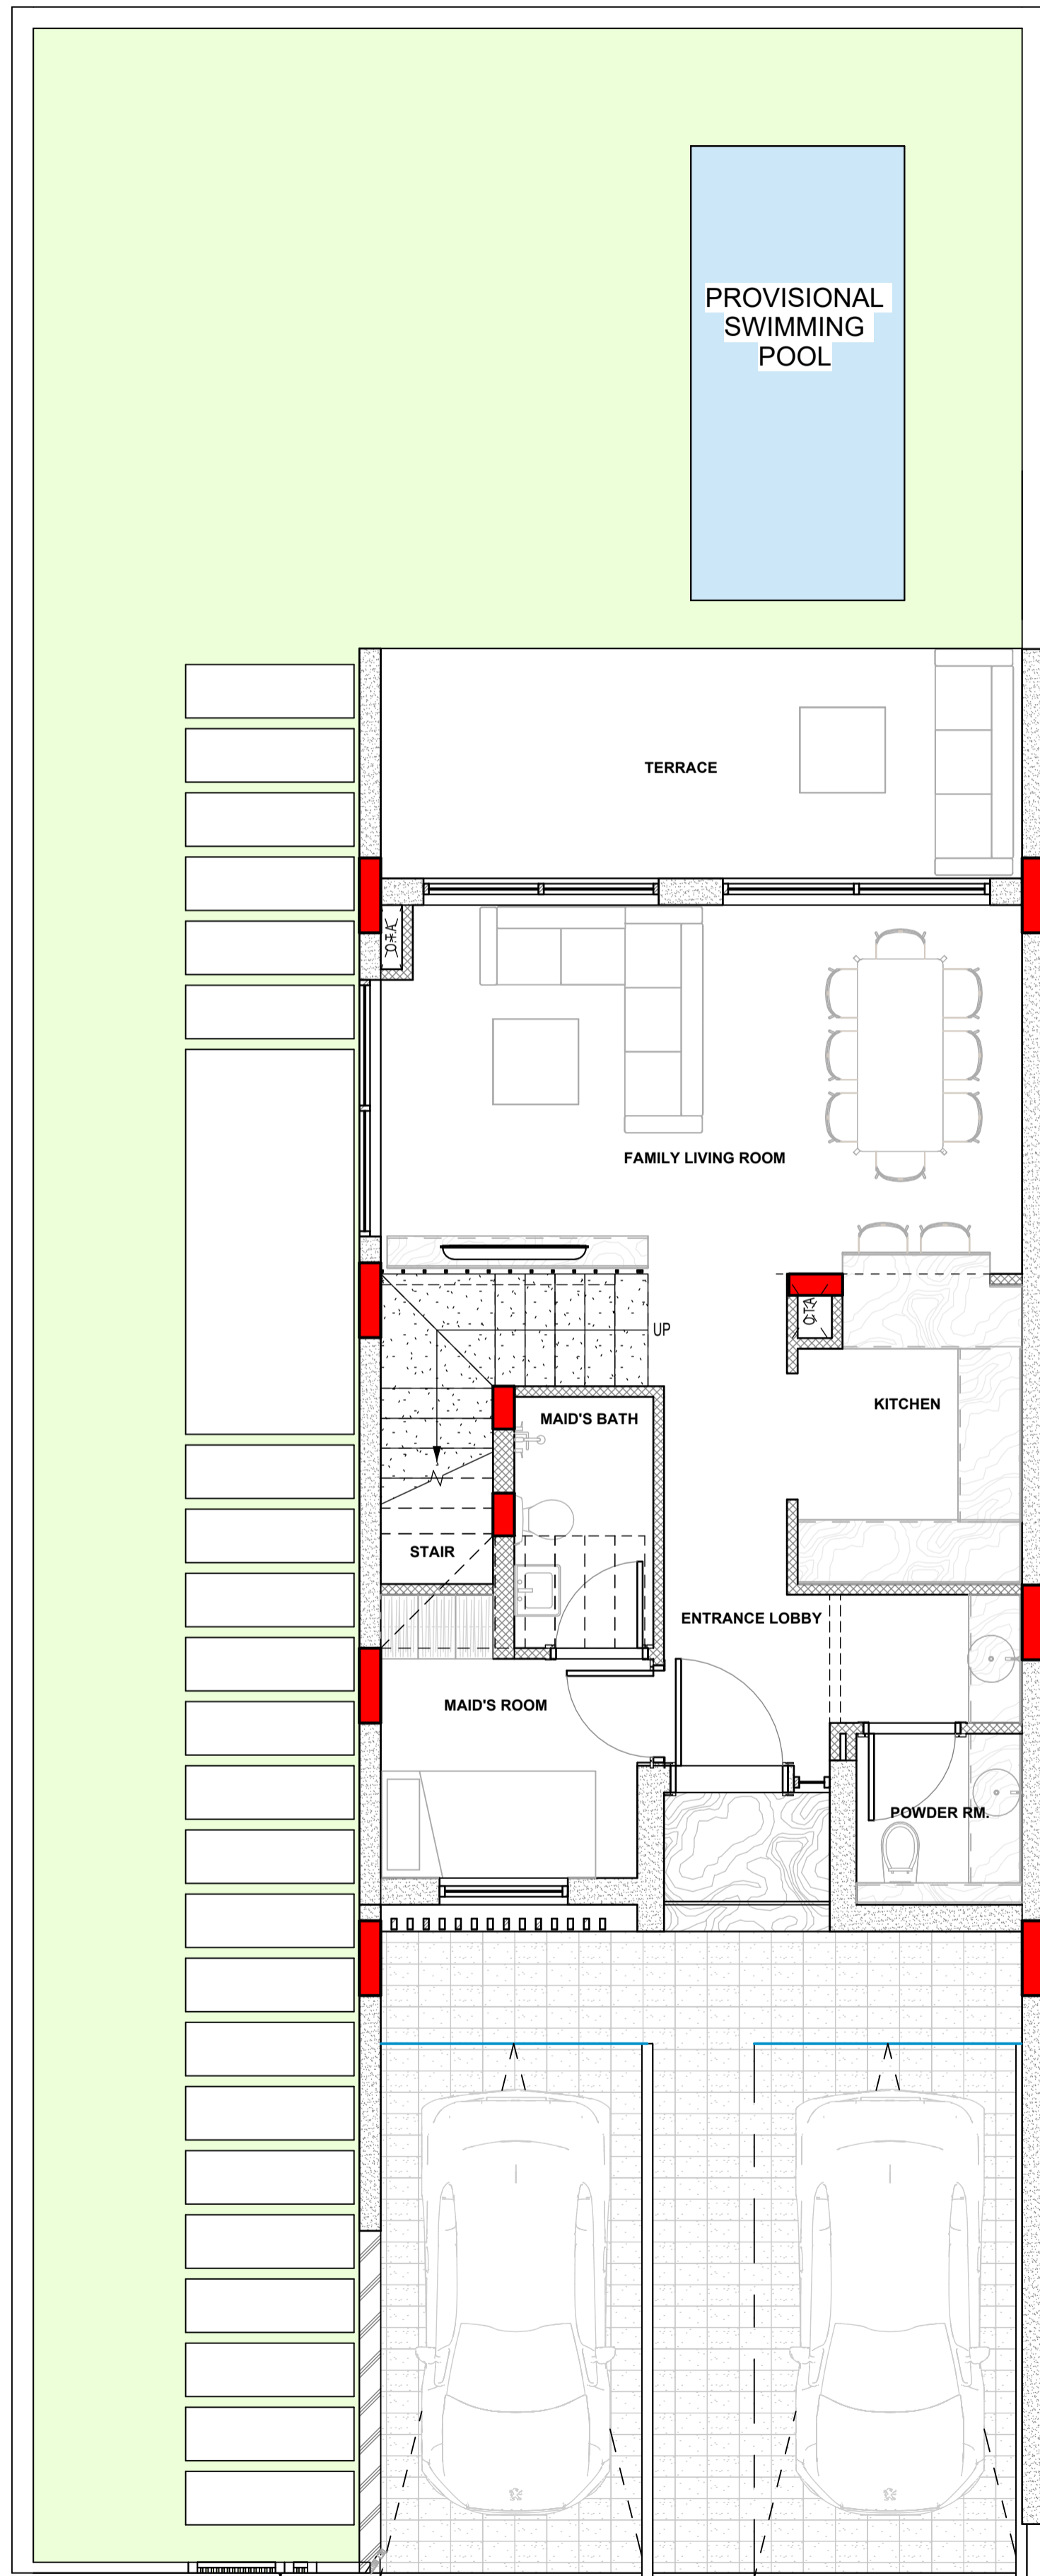 PROVISIONAL
SWIMMING
POOL
TERRACE
FAMILY LIVING ROOM
UP
KITCHEN
MAID'S BATH
STAIR
ENTRANCE LOBBY
MAID'S ROOM
POWDER RM.